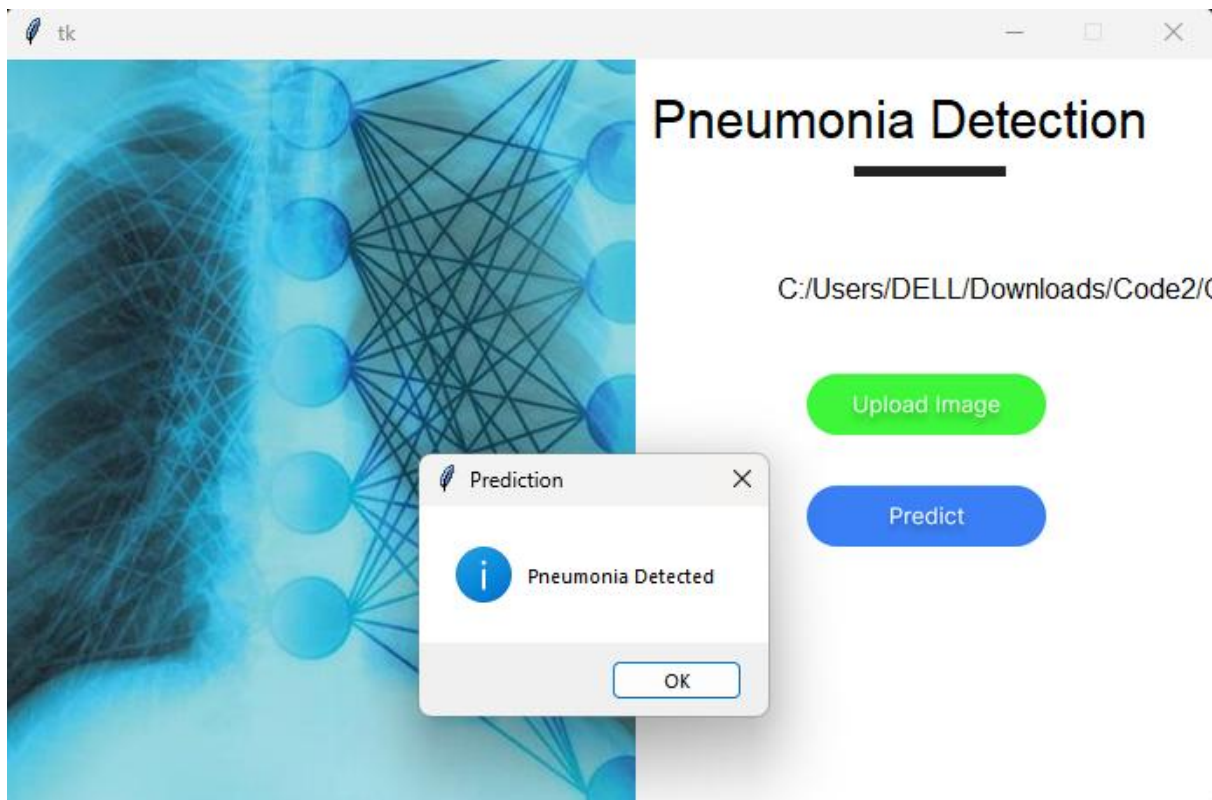 tk
Pneumonia Detection
C:/Users/DELL/Downloads/Code2/
Upload Image
Predict
Prediction
Pneumonia Detected
OK